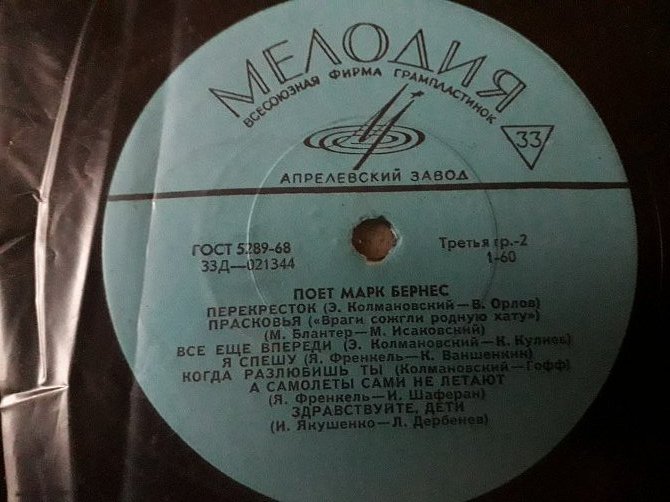 МЕЛОДИЯ
ВСЕСОЮЗНАЯ ФИРМА ГРАМПЛАСТИНОК
33
АПРЕЛЕВСКИЙ ЗАВОД
ГОСТ 5289-68
33Д—021344
Третья гр.-2
1-60
ПОЕТ МАРК БЕРНЕС
ПЕРЕКРЕСТОК (Э. Колмановский—В. Орлов)
ПРАСКОВЬЯ («Враги сожгли родную хату»)
(М. Блантер—М. Исаковский)
ВСЕ ЕЩЕ ВПЕРЕДИ (Э. Колмановский—К. Кулиев)
Я СПЕШУ (Я. Френкель—К. Ваншенкин)
КОГДА РАЗЛЮБИШЬ ТЫ (Колмановский—Гофф)
А САМОЛЕТЫ САМИ НЕ ЛЕТАЮТ
(Я. Френкель—И. Шаферан)
ЗДРАВСТВУЙТЕ, ДЕТИ
(И. Якушенко—Л. Дербенев)